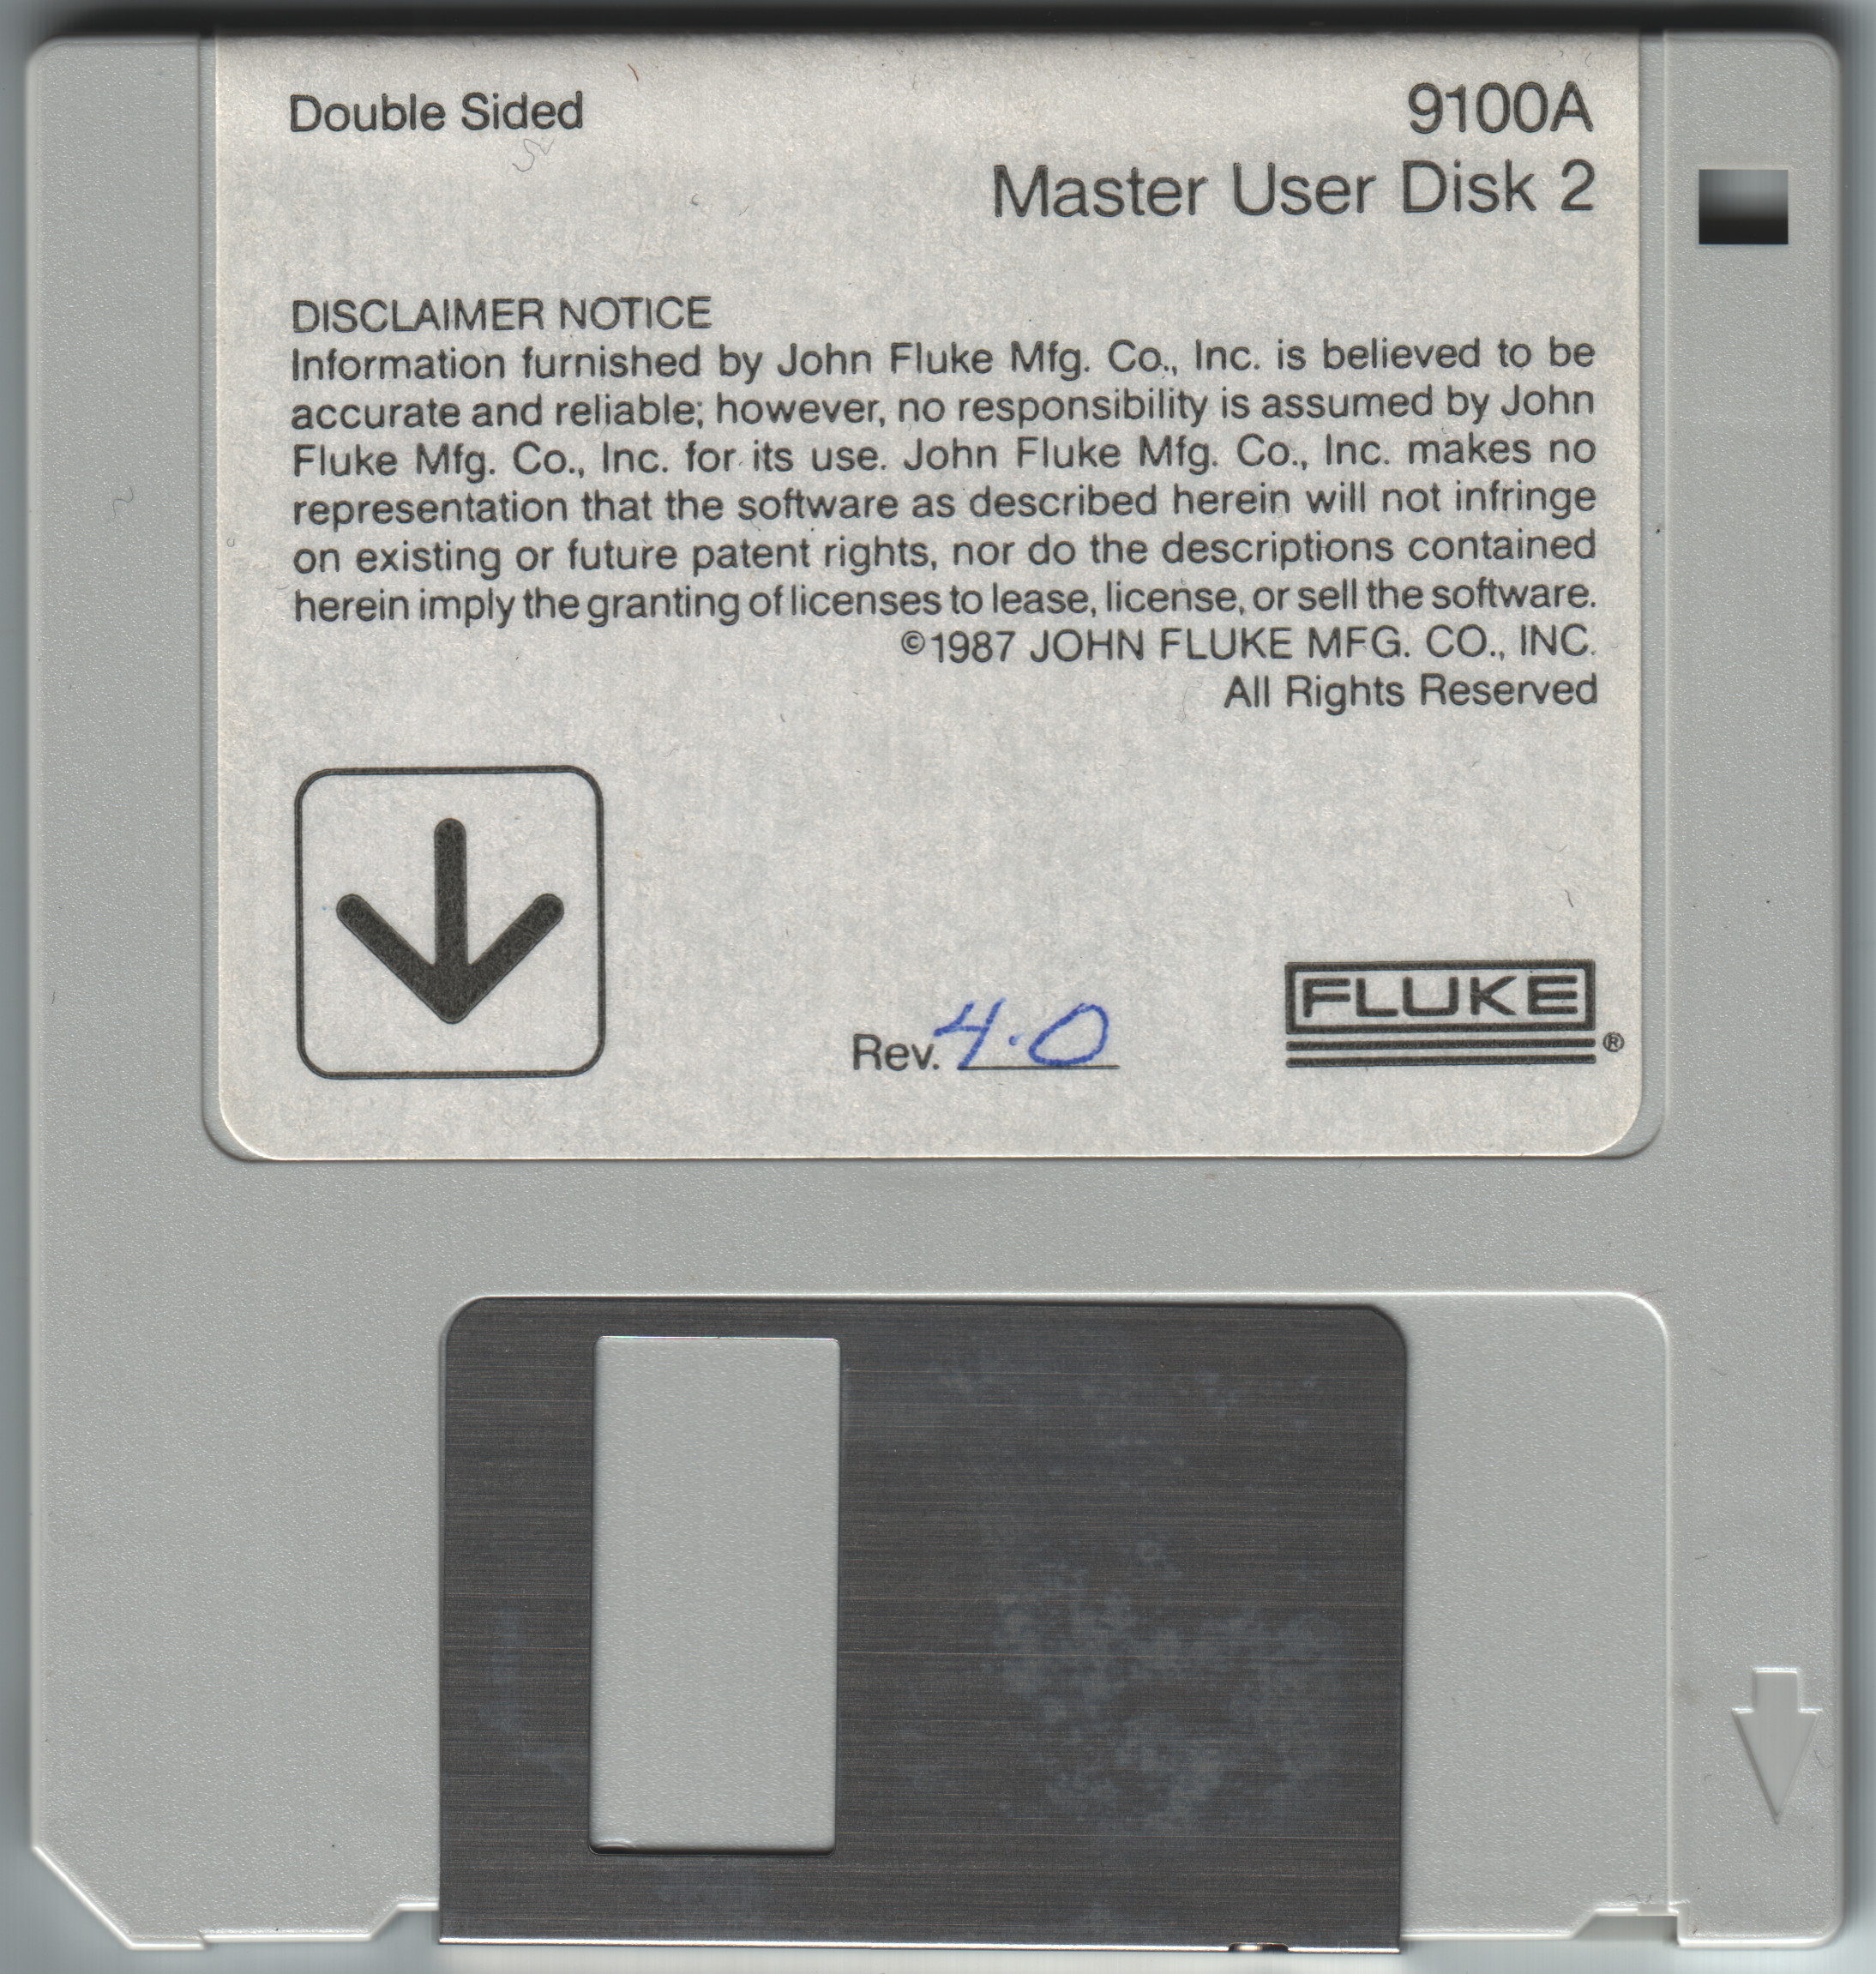 Double Sided
9100A
Master User Disk 2
DISCLAIMER NOTICE
Information furnished by John Fluke Mfg. Co., Inc. is believed to be
accurate and reliable; however, no responsibility is assumed by John
Fluke Mfg. Co., Inc. for its use. John Fluke Mfg. Co., Inc. makes no
representation that the software as described herein will not infringe
on existing or future patent rights, nor do the descriptions contained
herein imply the granting of licenses to lease, license, or sell the software.
©1987 JOHN FLUKE MFG. CO., INC.
All Rights Reserved
Rev. 4.0
FLUKE®